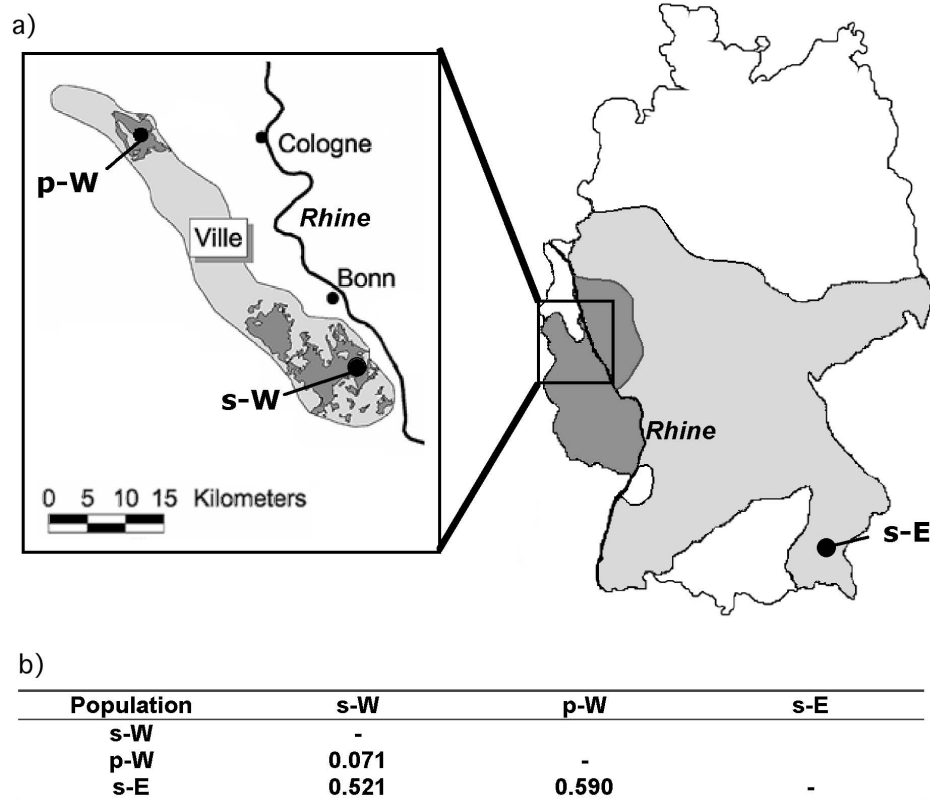 a)
Cologne
p-W
Rhine
Ville
Bonn
s-W
0 5 10 15 Kilometers
Rhine
s-E
b)
Population s-W p-W s-E
s-W -
p-W 0.071 -
s-E 0.521 0.590 -